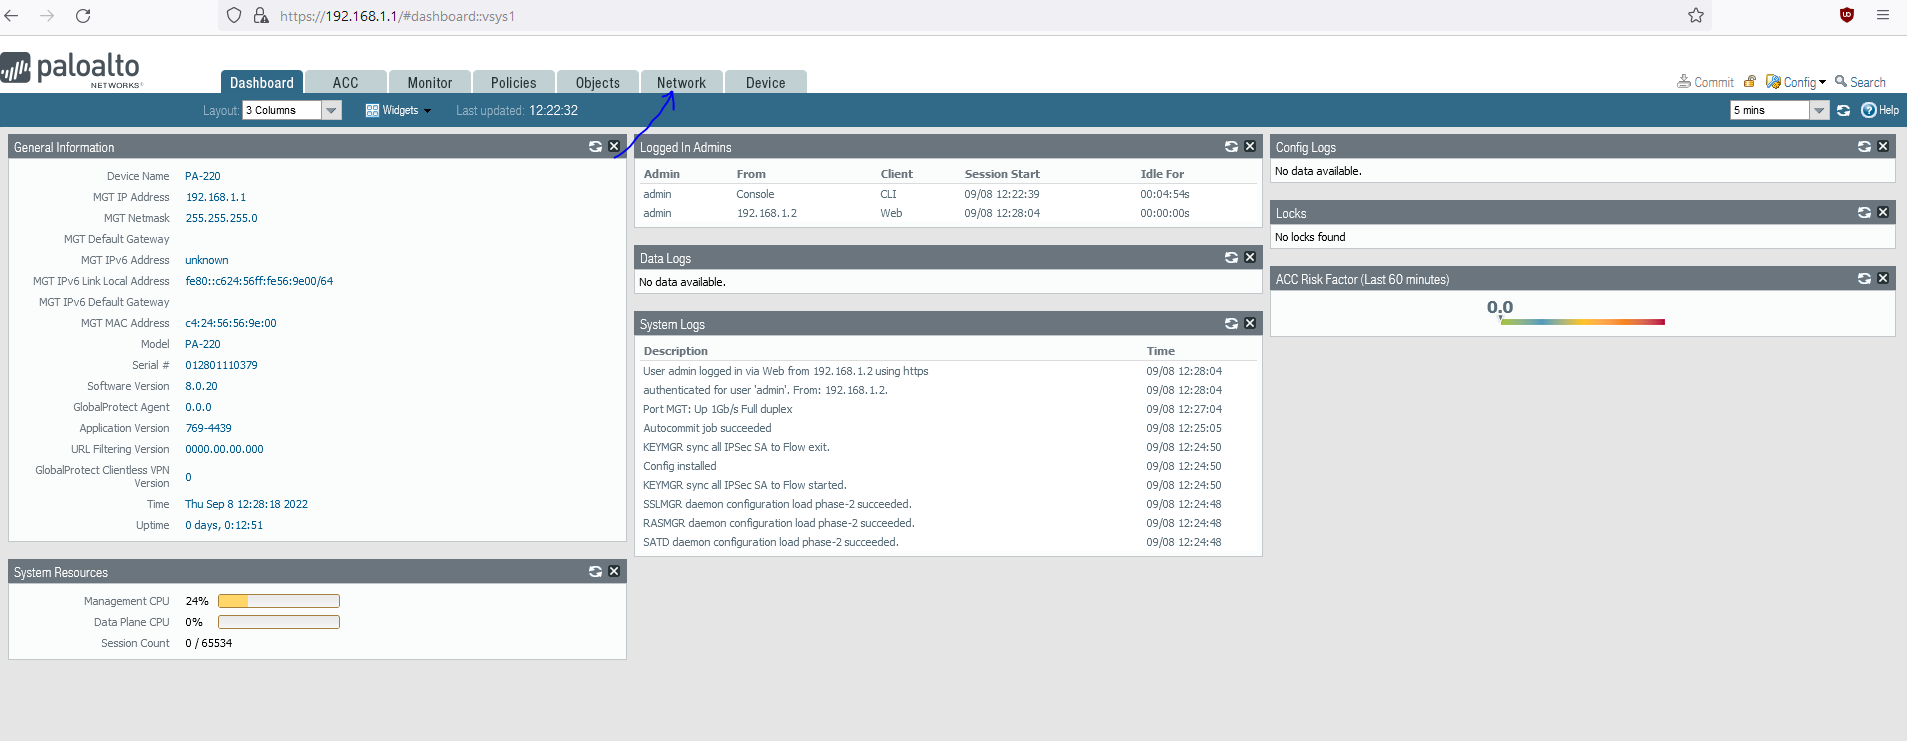 https://192.168.1.1/#dashboard::vsys1
paloalto
NETWORKS®
Dashboard ACC Monitor Policies Objects Network Device
Commit Config Search
Layout: 3 Columns Widgets Last updated: 12:22:32 5 mins Help
General Information
Device Name PA-220
MGT IP Address 192.168.1.1
MGT Netmask 255.255.255.0
MGT Default Gateway
MGT IPv6 Address unknown
MGT IPv6 Link Local Address fe80::c624:56ff:fe56:9e00/64
MGT IPv6 Default Gateway
MGT MAC Address c4:24:56:56:9e:00
Model PA-220
Serial # 012801110379
Software Version 8.0.20
GlobalProtect Agent 0.0.0
Application Version 769-4439
URL Filtering Version 0000.00.00.000
GlobalProtect Clientless VPN
Version 0
Time Thu Sep 8 12:28:18 2022
Uptime 0 days, 0:12:51
System Resources
Management CPU 24%
Data Plane CPU 0%
Session Count 0 / 65534
Logged In Admins
Admin From Client Session Start Idle For
admin Console CLI 09/08 12:22:39 00:04:54s
admin 192.168.1.2 Web 09/08 12:28:04 00:00:00s
Data Logs
No data available.
System Logs
Description Time
User admin logged in via Web from 192.168.1.2 using https 09/08 12:28:04
authenticated for user 'admin'. From: 192.168.1.2. 09/08 12:28:04
Port MGT: Up 1Gb/s Full duplex 09/08 12:27:04
Autocommit job succeeded 09/08 12:25:05
KEYMGR sync all IPSec SA to Flow exit. 09/08 12:24:50
Config installed 09/08 12:24:50
KEYMGR sync all IPSec SA to Flow started. 09/08 12:24:50
SSLMGR daemon configuration load phase-2 succeeded. 09/08 12:24:48
RASMGR daemon configuration load phase-2 succeeded. 09/08 12:24:48
SATD daemon configuration load phase-2 succeeded. 09/08 12:24:48
Config Logs
No data available.
Locks
No locks found
ACC Risk Factor (Last 60 minutes)
0.0